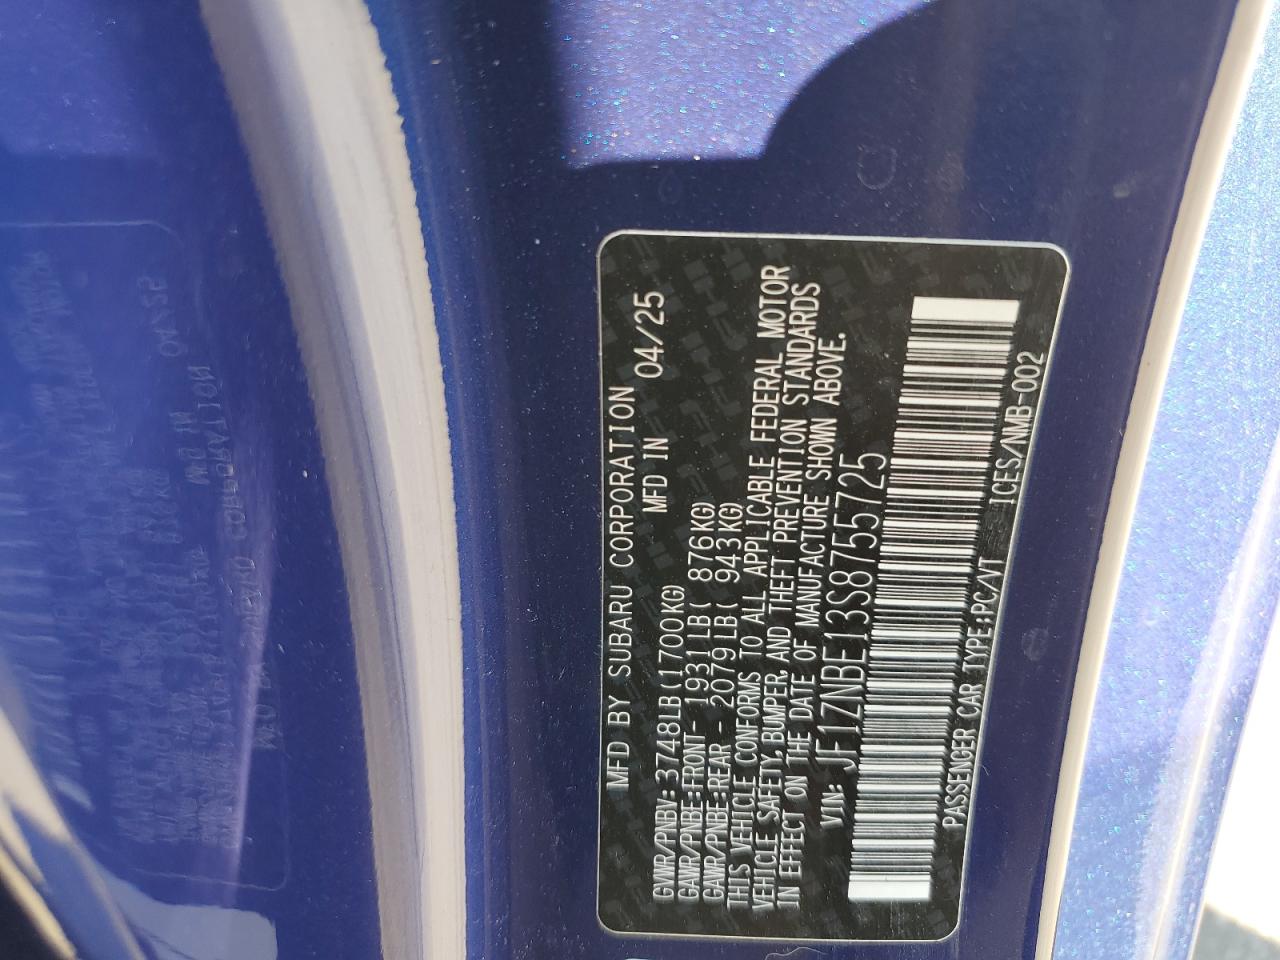 MFD BY SUBARU CORPORATION
MFD IN 04/25
GVWR/PNBV: 3748LB(1700KG)
GAWR/PNBE:FRONT- 1931LB( 876KG)
GAWR/PNBE:REAR - 2079LB( 943KG)
THIS VEHICLE CONFORMS TO ALL APPLICABLE FEDERAL MOTOR
VEHICLE SAFETY, BUMPER, AND THEFT PREVENTION STANDARDS
IN EFFECT ON THE DATE OF MANUFACTURE SHOWN ABOVE.
VIN: JF1ZNBE13S8755725
PASSENGER CAR TYPE:PC/VT ICES/NMB-002